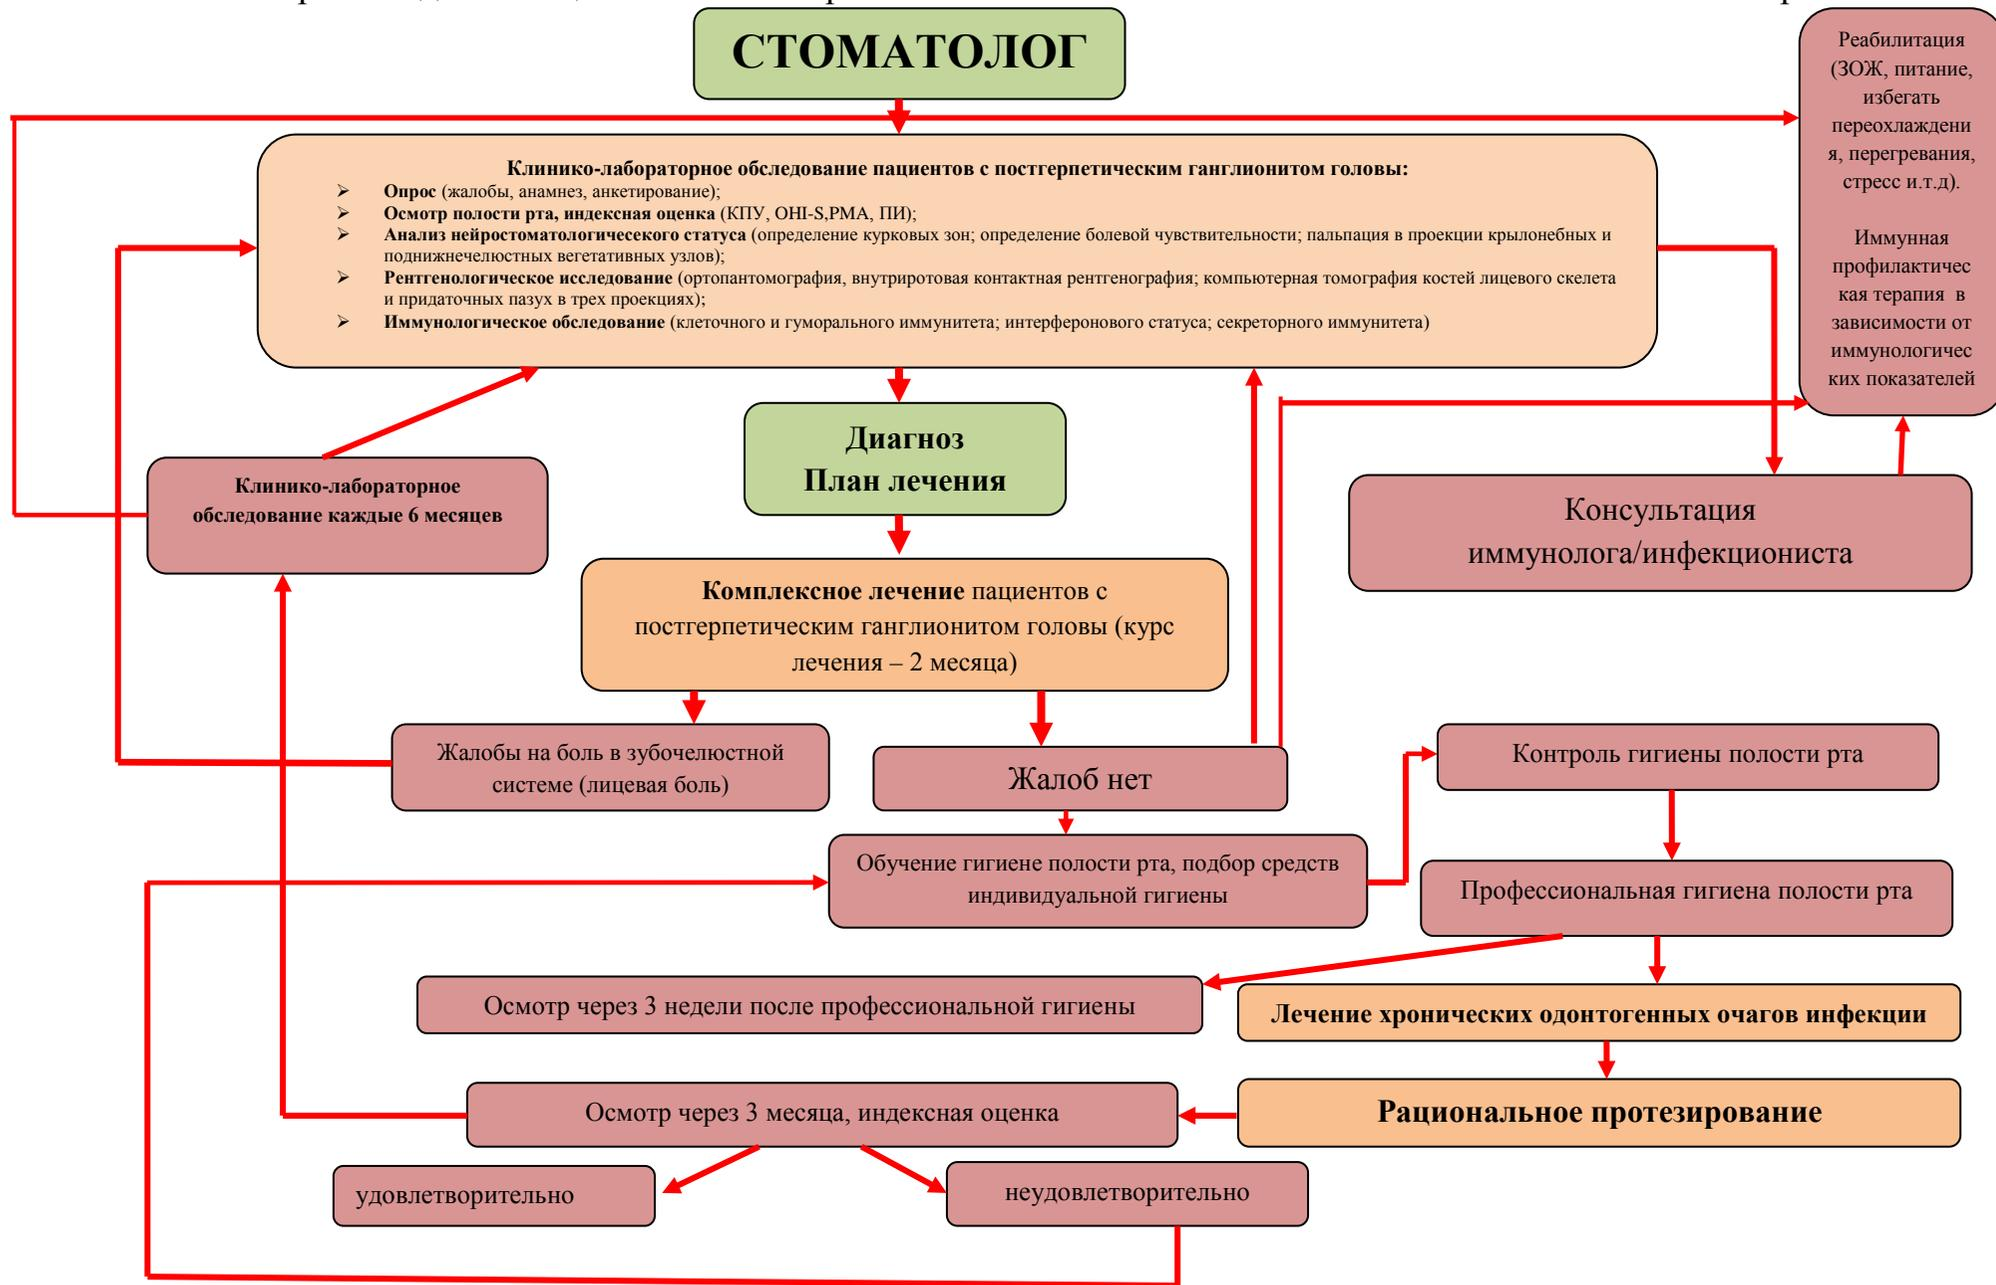 СТОМАТОЛОГ
Реабилитация
(ЗОЖ, питание,
избегать
переохлаждени
я, перегревания,
стресс и.т.д).
Иммунная
профилактичес
кая терапия в
зависимости от
иммунологичес
ких показателей
Клинико-лабораторное обследование пациентов с постгерпетическим ганглионитом головы:
➢ Опрос (жалобы, анамнез, анкетирование);
➢ Осмотр полости рта, индексная оценка (КПУ, OHI-S,PMA, ПИ);
➢ Анализ нейростоматологичесекого статуса (определение курковых зон; определение болевой чувствительности; пальпация в проекции крылонебных и
поднижнечелюстных вегетативных узлов);
➢ Рентгенологическое исследование (ортопантомография, внутриротовая контактная рентгенография; компьютерная томография костей лицевого скелета
и придаточных пазух в трех проекциях);
➢ Иммунологическое обследование (клеточного и гуморального иммунитета; интерферонового статуса; секреторного иммунитета)
Диагноз
План лечения
Клинико-лабораторное
обследование каждые 6 месяцев
Консультация
иммунолога/инфекциониста
Комплексное лечение пациентов с
постгерпетическим ганглионитом головы (курс
лечения – 2 месяца)
Жалобы на боль в зубочелюстной
системе (лицевая боль)
Жалоб нет
Контроль гигиены полости рта
Обучение гигиене полости рта, подбор средств
индивидуальной гигиены
Профессиональная гигиена полости рта
Осмотр через 3 недели после профессиональной гигиены
Лечение хронических одонтогенных очагов инфекции
Осмотр через 3 месяца, индексная оценка
Рациональное протезирование
удовлетворительно
неудовлетворительно